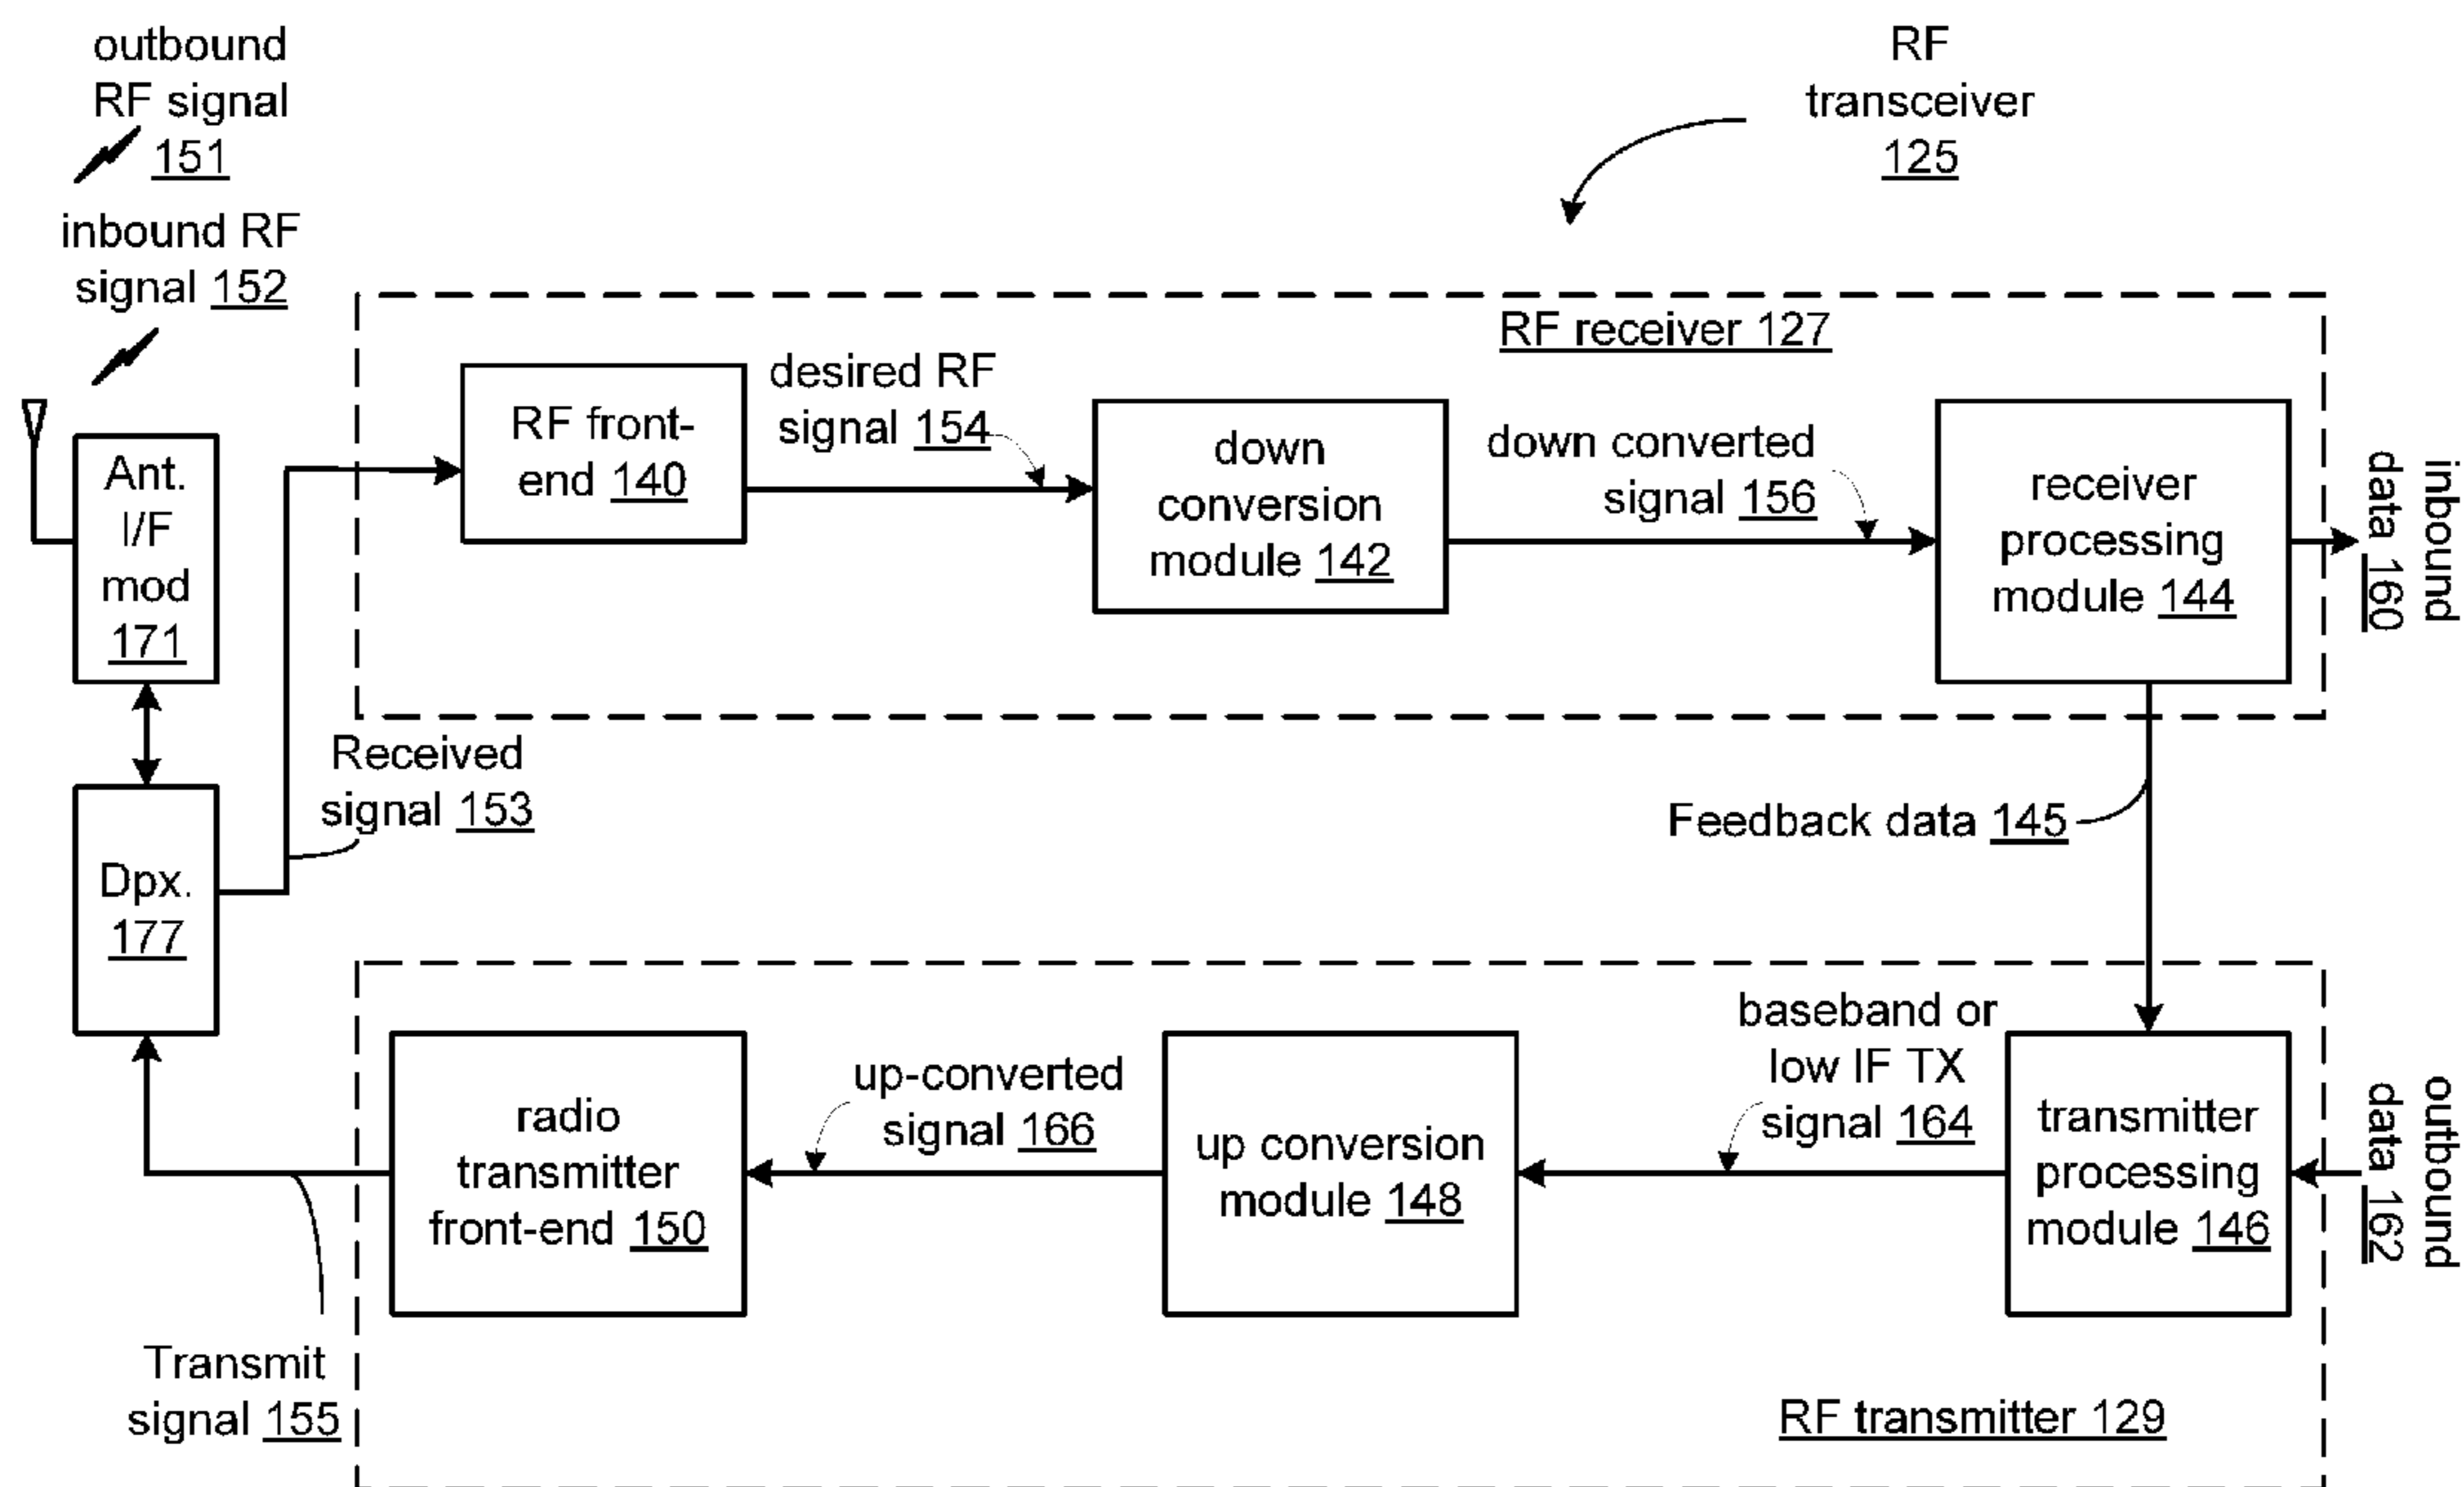 outbound
RF signal
151
inbound RF
signal 152
RF
transceiver
125
RF receiver 127
Ant.
I/F
mod
171
RF front-
end 140
desired RF
signal 154
down
conversion
module 142
down converted
signal 156
receiver
processing
module 144
inbound
data 160
Received
signal 153
Feedback data 145
Dpx.
177
radio
transmitter
front-end 150
up-converted
signal 166
up conversion
module 148
baseband or
low IF TX
signal 164
transmitter
processing
module 146
outbound
data 162
Transmit
signal 155
RF transmitter 129